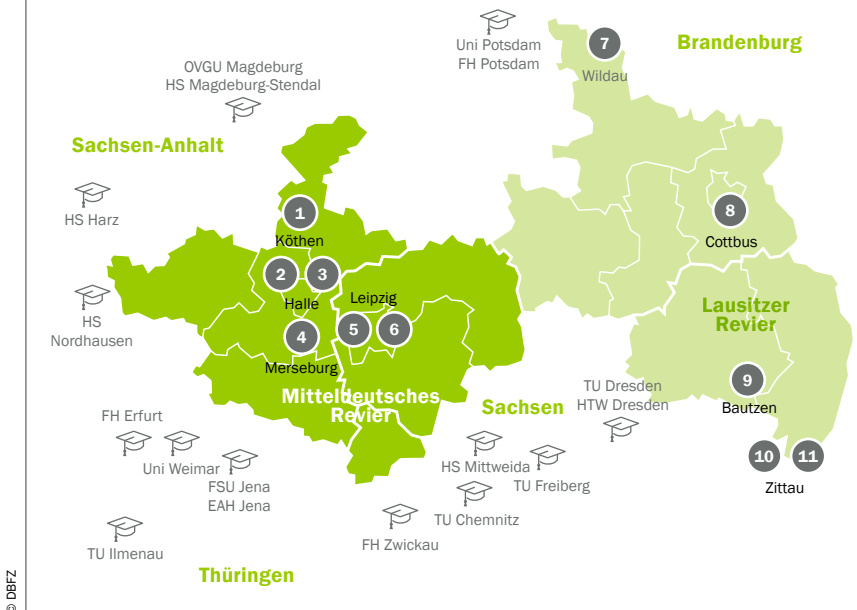 Uni Potsdam
FH Potsdam
7
Wildau
Brandenburg
OVGU Magdeburg
HS Magdeburg-Stendal
Sachsen-Anhalt
HS Harz
1
Köthen
8
Cottbus
2
3
Halle
Leipzig
HS
Nordhausen
4
Merseburg
5
6
Lausitzer
Revier
Mitteldeutsches
Revier
Sachsen
TU Dresden
HTW Dresden
9
Bautzen
FH Erfurt
Uni Weimar
FSU Jena
EAH Jena
HS Mittweida
TU Freiberg
10
11
Zittau
TU Chemnitz
FH Zwickau
TU Ilmenau
Thüringen
© DBFZ